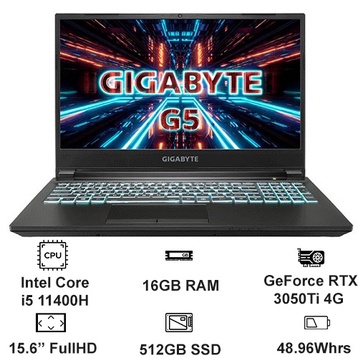 GIGABYTE
G5
GIGABYTE
CPU
Intel Core
i5 11400H
16GB RAM
GeForce RTX
3050Ti 4G
15.6” FullHD
512GB SSD
48.96Whrs